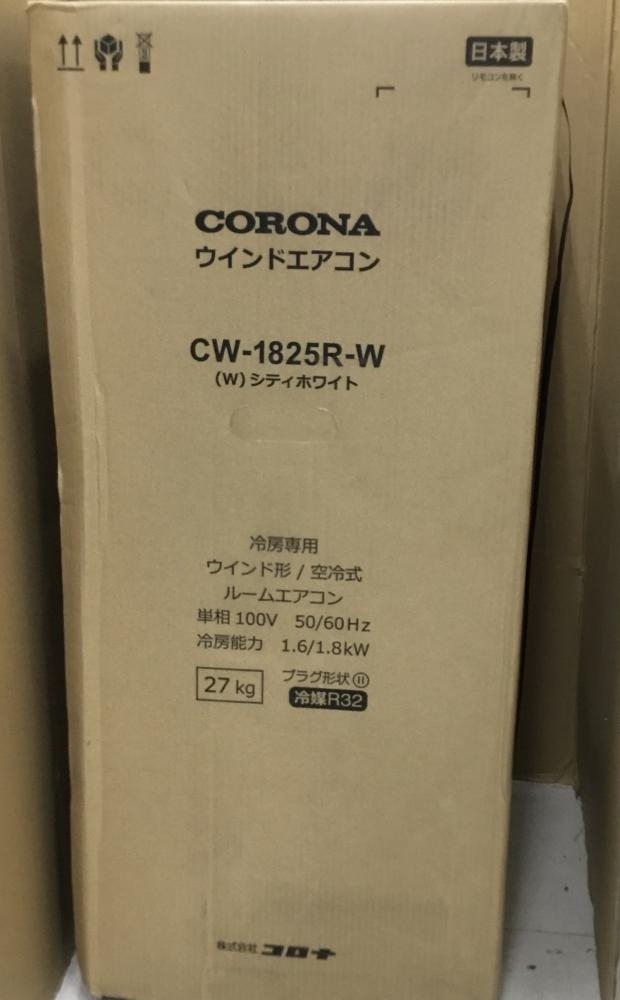 日本製
リモコンを除く
CORONA
ウインドエアコン
CW-1825R-W
(W)シティホワイト
冷房専用
ウインド形 / 空冷式
ルームエアコン
単相 100V 50/60Hz
冷房能力 1.6/1.8kW
27 kg
プラグ形状
冷媒R32
株式会社 コロナ